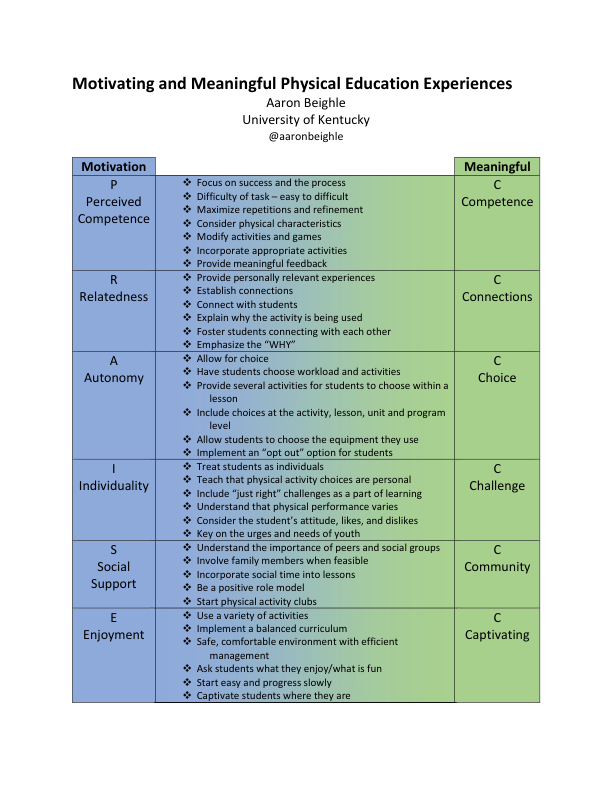 Motivating and Meaningful Physical Education Experiences
Aaron Beighle
University of Kentucky
@aaronbeighle
Motivation
Meaningful
P
Perceived
Competence
❖ Focus on success and the process
❖ Difficulty of task – easy to difficult
❖ Maximize repetitions and refinement
❖ Consider physical characteristics
❖ Modify activities and games
❖ Incorporate appropriate activities
❖ Provide meaningful feedback
C
Competence
R
Relatedness
❖ Provide personally relevant experiences
❖ Establish connections
❖ Connect with students
❖ Explain why the activity is being used
❖ Foster students connecting with each other
❖ Emphasize the “WHY”
C
Connections
A
Autonomy
❖ Allow for choice
❖ Have students choose workload and activities
❖ Provide several activities for students to choose within a
lesson
❖ Include choices at the activity, lesson, unit and program
level
❖ Allow students to choose the equipment they use
❖ Implement an “opt out” option for students
C
Choice
I
Individuality
❖ Treat students as individuals
❖ Teach that physical activity choices are personal
❖ Include “just right” challenges as a part of learning
❖ Understand that physical performance varies
❖ Consider the student’s attitude, likes, and dislikes
❖ Key on the urges and needs of youth
C
Challenge
S
Social
Support
❖ Understand the importance of peers and social groups
❖ Involve family members when feasible
❖ Incorporate social time into lessons
❖ Be a positive role model
❖ Start physical activity clubs
C
Community
E
Enjoyment
❖ Use a variety of activities
❖ Implement a balanced curriculum
❖ Safe, comfortable environment with efficient
management
❖ Ask students what they enjoy/what is fun
❖ Start easy and progress slowly
❖ Captivate students where they are
C
Captivating